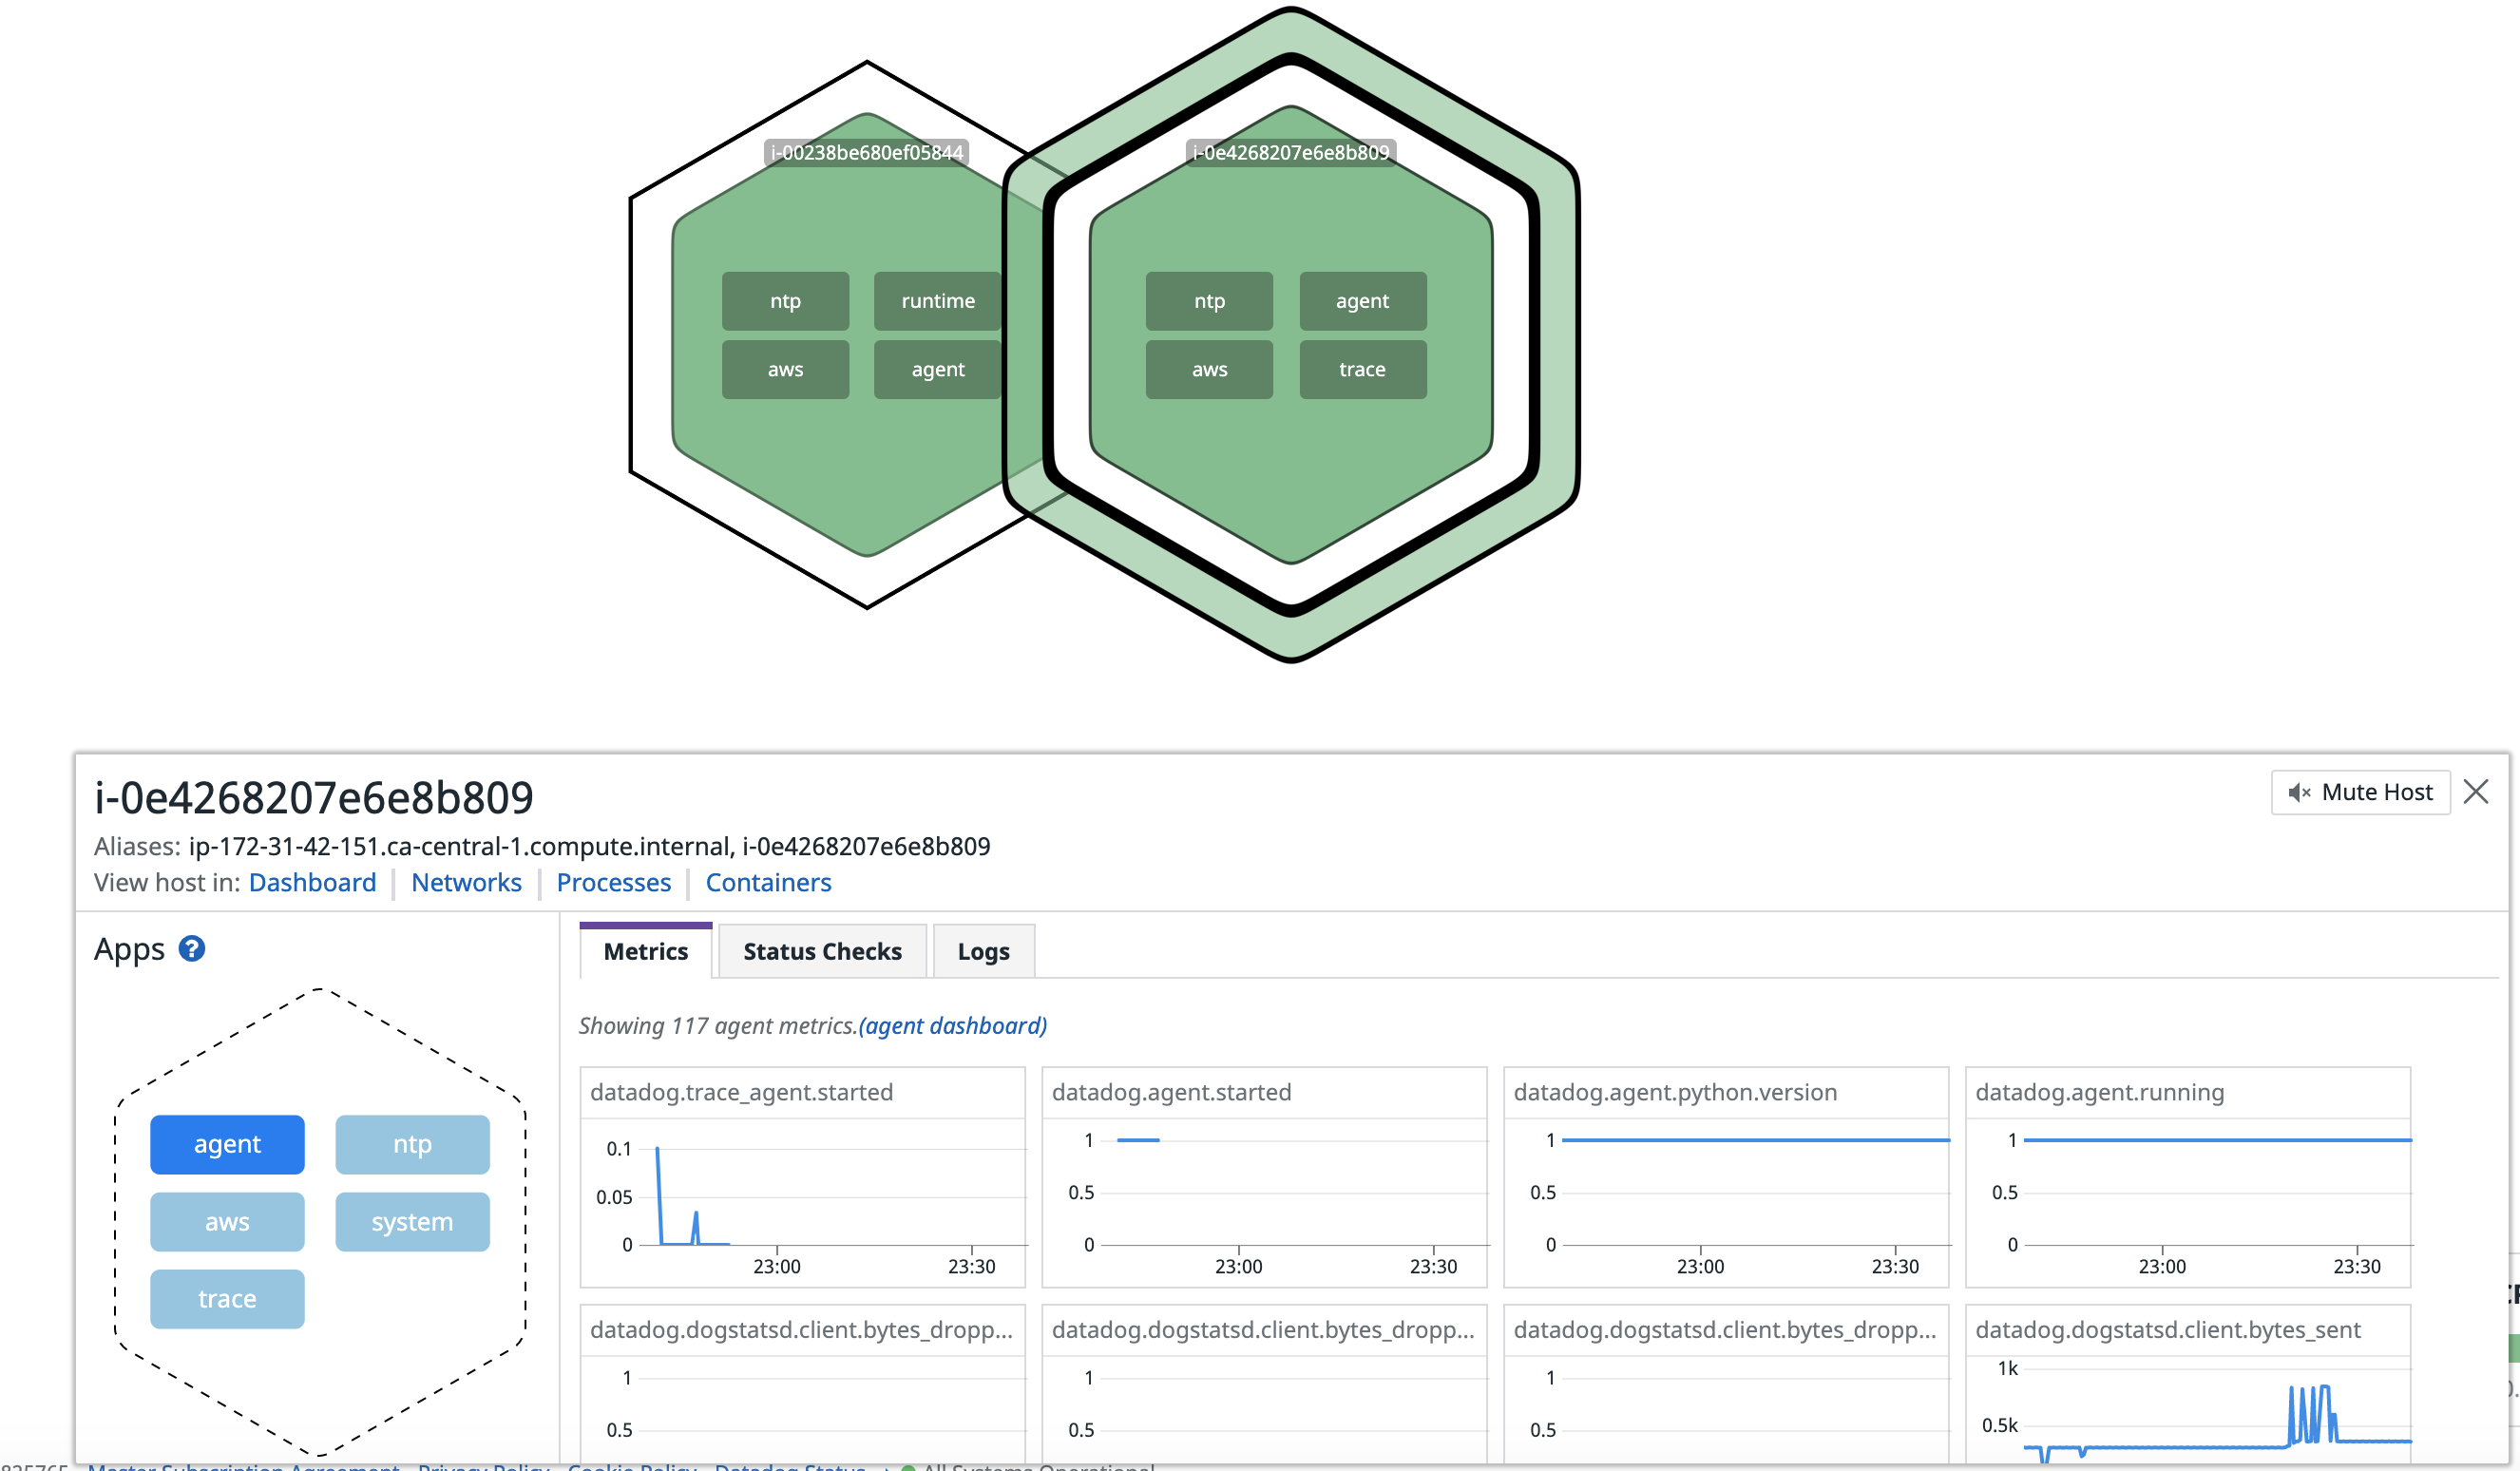 i-00238be680ef05844
i-0e4268207e6e8b809
ntp runtime
aws agent
ntp agent
aws trace
i-0e4268207e6e8b809
Mute Host
Aliases: ip-172-31-42-151.ca-central-1.compute.internal, i-0e4268207e6e8b809
View host in: Dashboard Networks Processes Containers
Apps ?
agent ntp
aws system
trace
Metrics Status Checks Logs
Showing 117 agent metrics.(agent dashboard)
datadog.trace_agent.started
0.1
0.05
0
23:00 23:30
datadog.agent.started
1
0.5
0
23:00 23:30
datadog.agent.python.version
1
0.5
0
23:00 23:30
datadog.agent.running
1
0.5
0
23:00 23:30
datadog.dogstatsd.client.bytes_dropp...
1
0.5
datadog.dogstatsd.client.bytes_dropp...
1
0.5
datadog.dogstatsd.client.bytes_dropp...
1
0.5
datadog.dogstatsd.client.bytes_sent
1k
0.5k
Master Subscription Agreement Privacy Policy Cookie Policy Datadog Status All Systems Operational